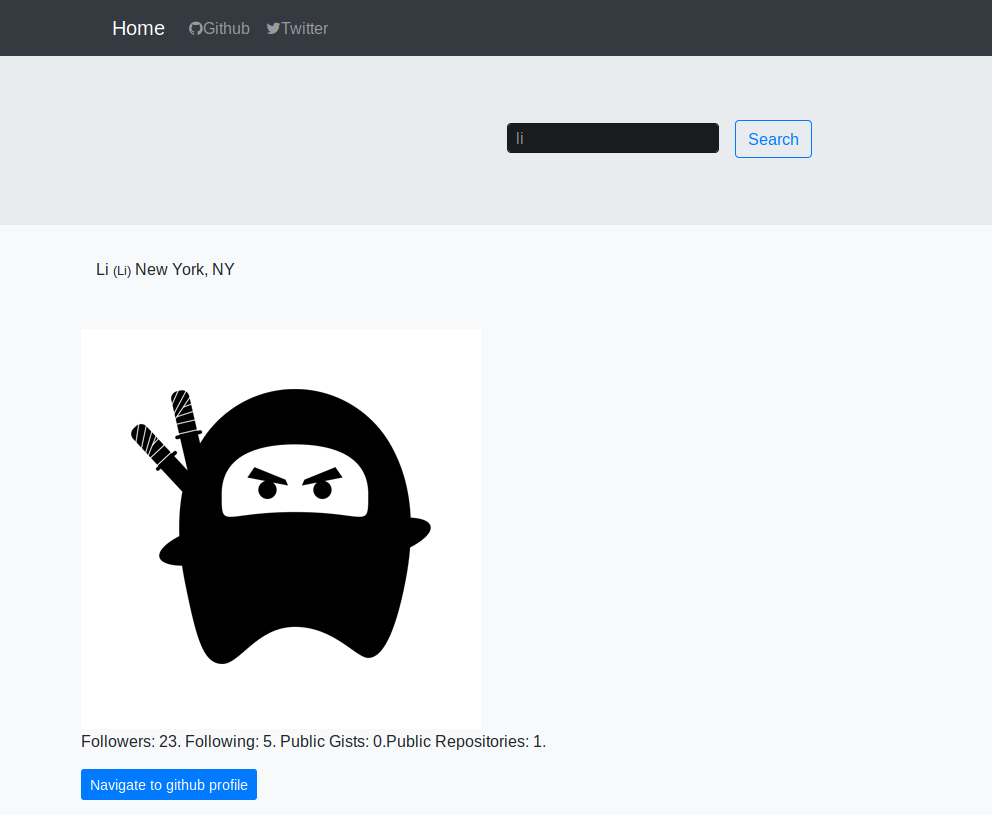 Home Github Twitter
li Search
Li (Li) New York, NY
Followers: 23. Following: 5. Public Gists: 0.Public Repositories: 1.
Navigate to github profile